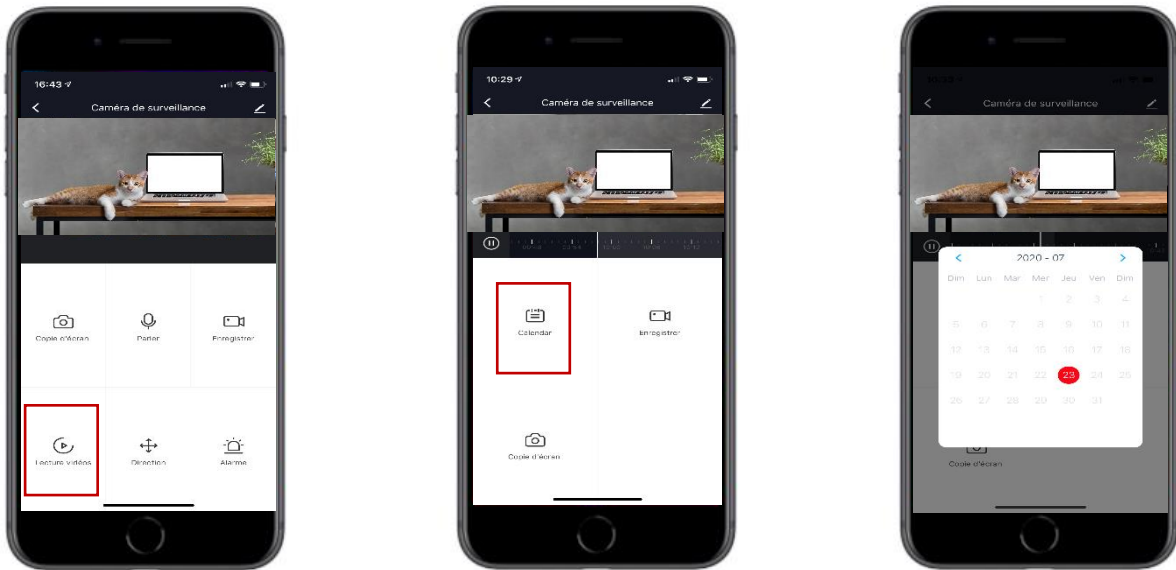 16:43
Caméra de surveillance
Copie d'écran
Parler
Enregistrer
Lecture vidéos
Direction
Alarme
10:29
Caméra de surveillance
Calendar
Enregistrer
Copie d'écran
Caméra de surveillance
2020 - 07
Dim Lun Mar Mer Jeu Ven Dim
1 2 3 4
5 6 7 8 9 10 11
12 13 14 15 16 17 18
19 20 21 22 23 24 25
26 27 28 29 30 31
Copie d'écran